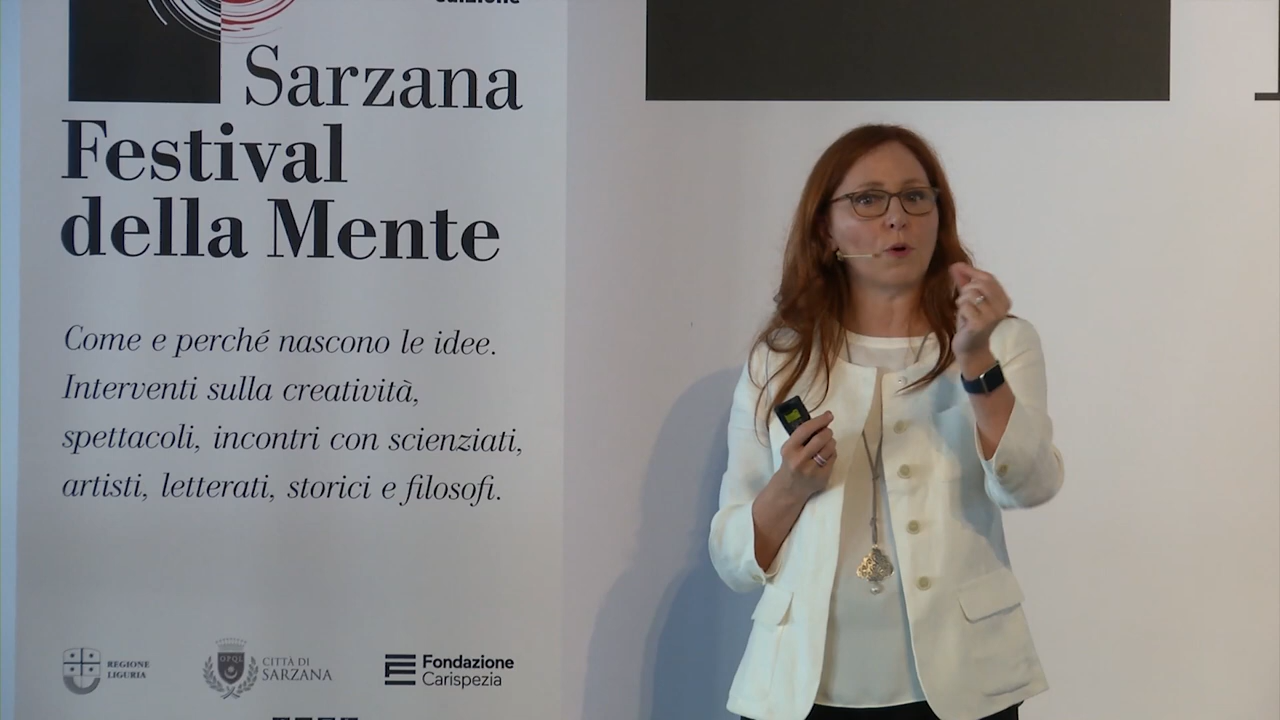 Sarzana
Festival
della Mente
Come e perché nascono le idee.
Interventi sulla creatività,
spettacoli, incontri con scienziati,
artisti, letterati, storici e filosofi.
REGIONE
LIGURIA
CITTÀ DI
SARZANA
Fondazione
Carispezia